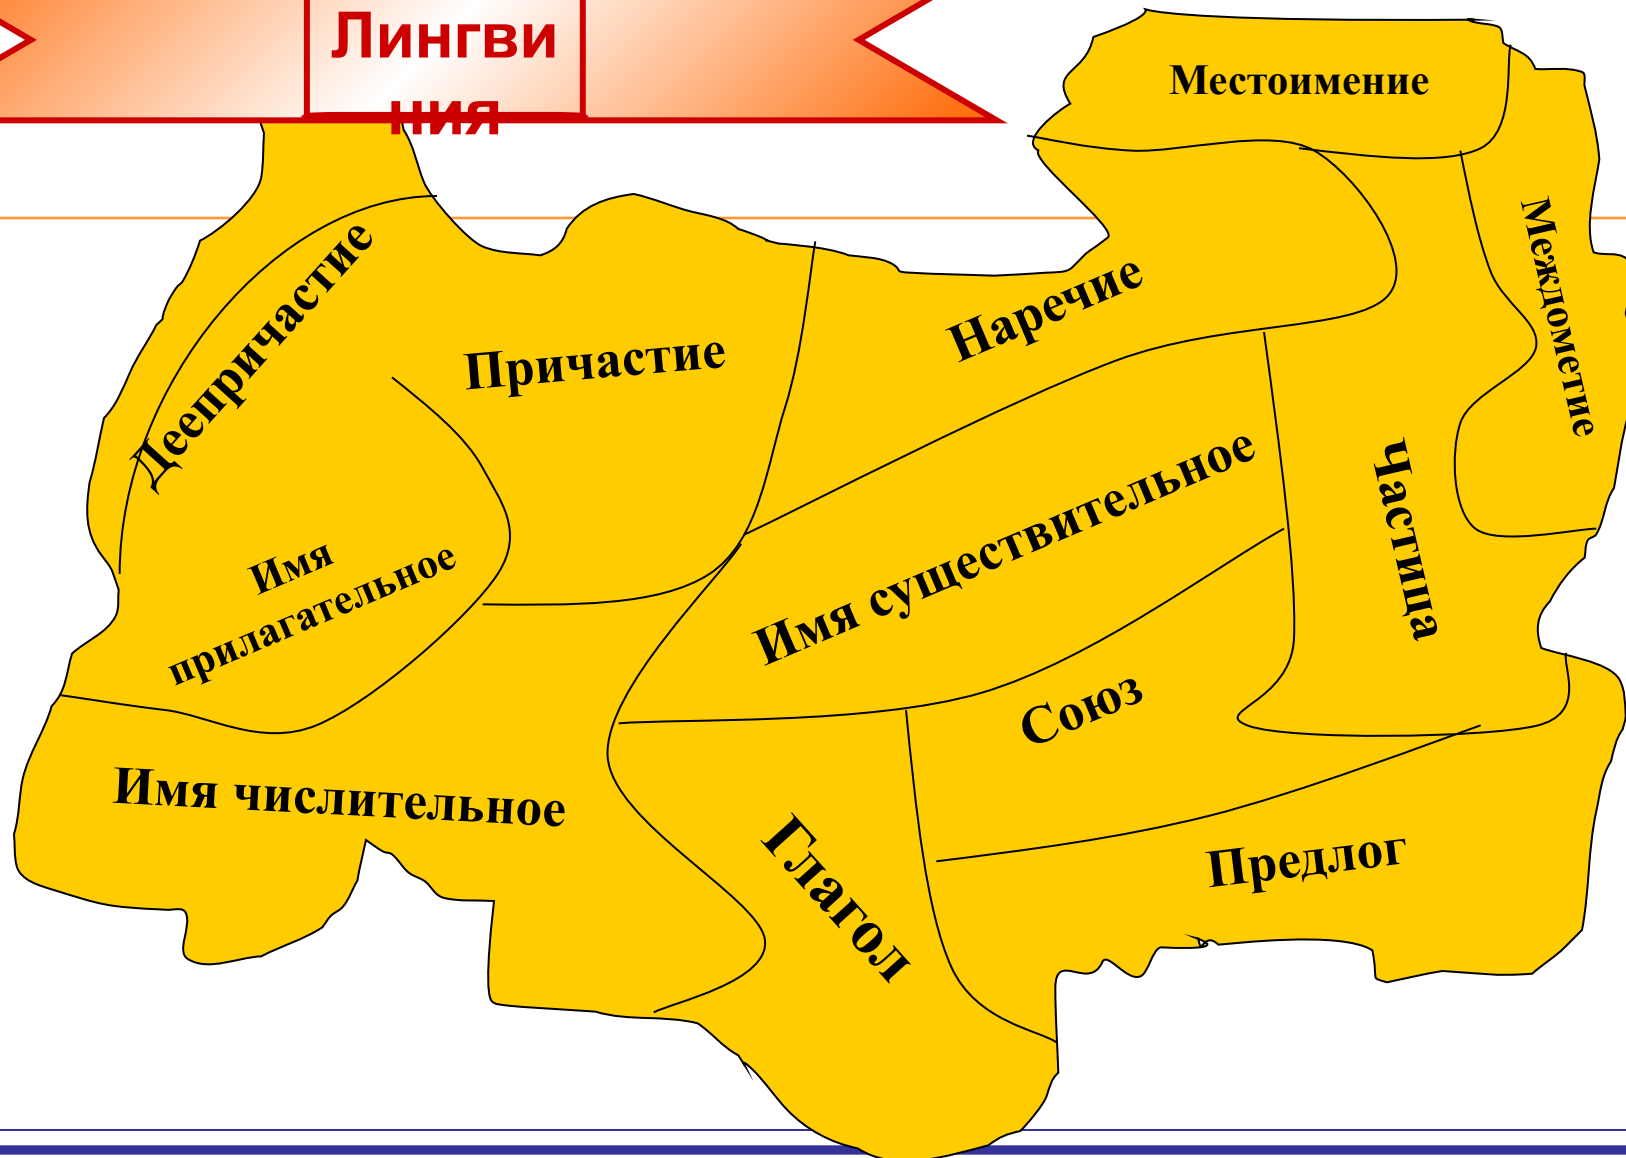 Лингви
ния
Местоимение
Междометие
Деепричастие
Причастие
Наречие
Частица
Имя существительное
Имя
прилагательное
Союз
Имя числительное
Глагол
Предлог